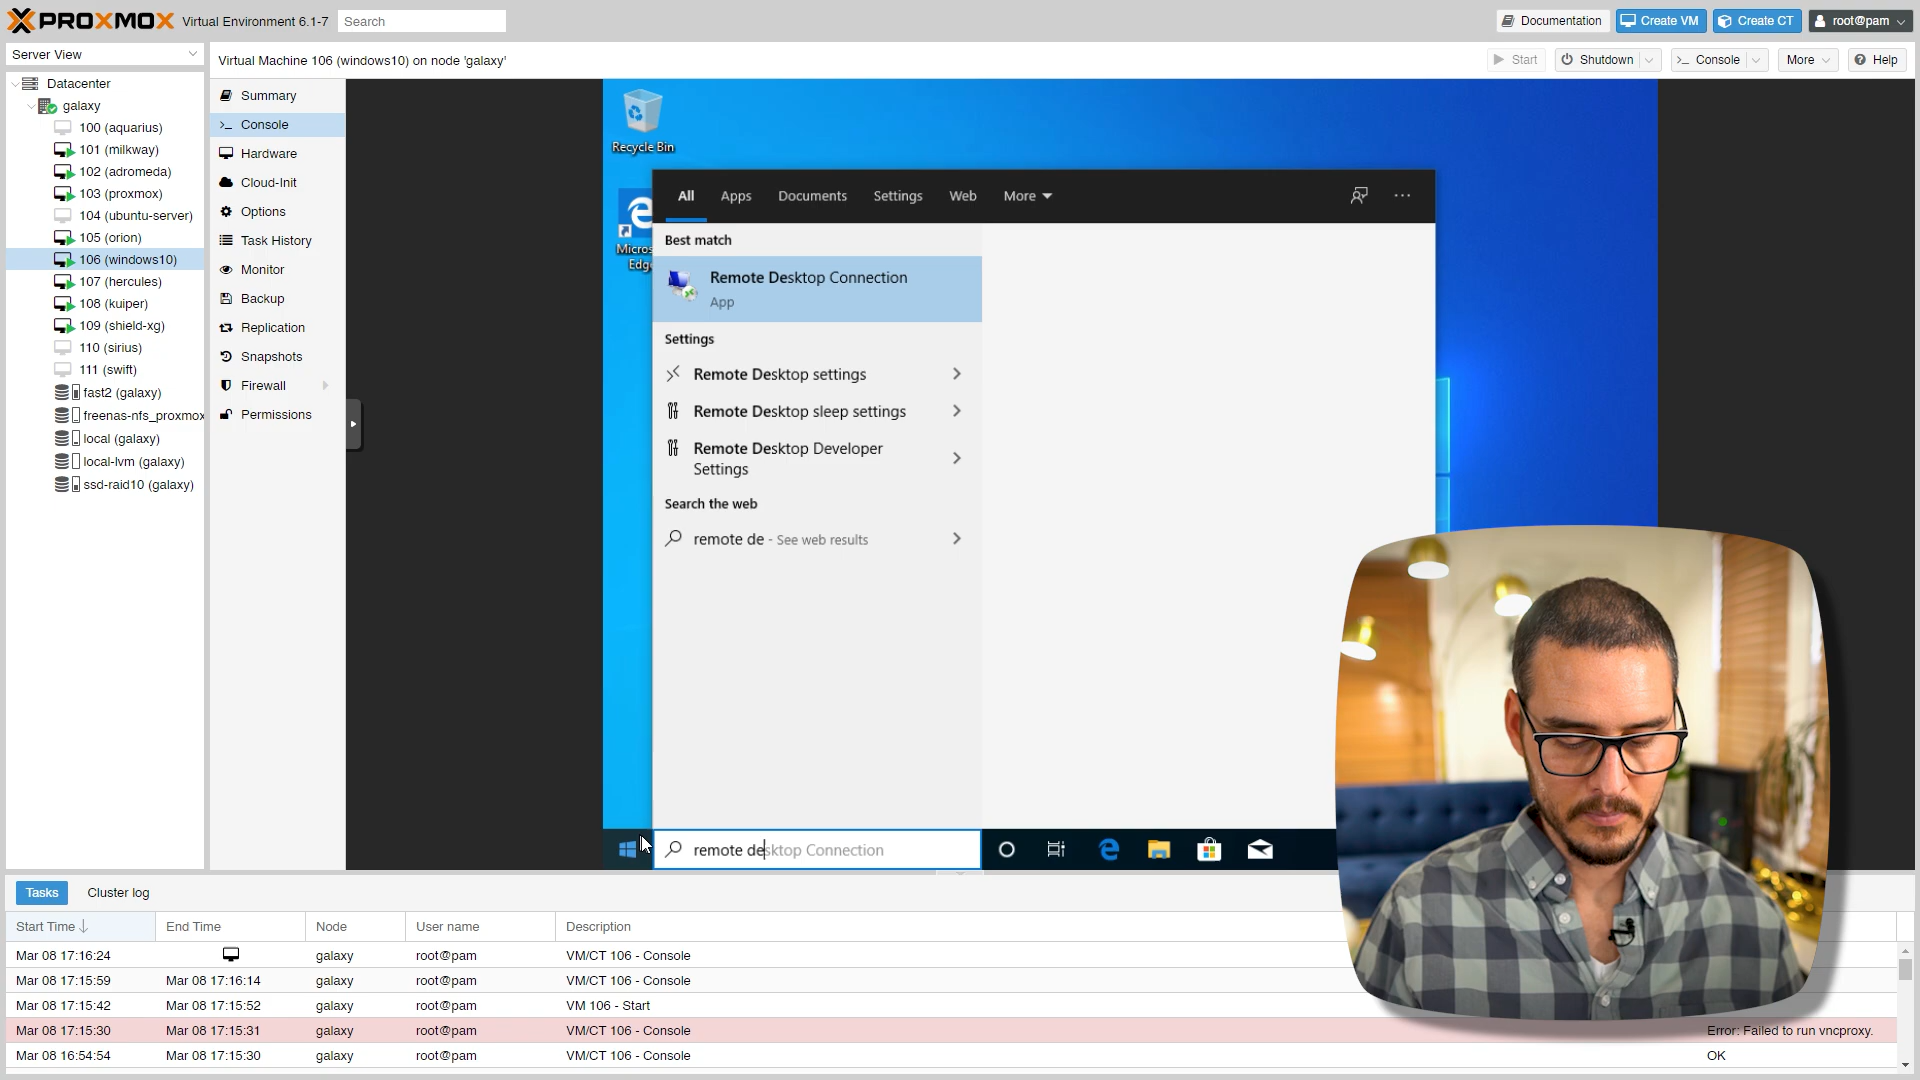 PROXMOX Virtual Environment 6.1-7 Search
Documentation Create VM Create CT root@pam
Server View
Virtual Machine 106 (windows10) on node 'galaxy'
Start Shutdown >_ Console More Help
Datacenter
galaxy
100 (aquarius)
101 (milkway)
102 (adromeda)
103 (proxmox)
104 (ubuntu-server)
105 (orion)
106 (windows10)
107 (hercules)
108 (kuiper)
109 (shield-xg)
110 (sirius)
111 (swift)
fast2 (galaxy)
freenas-nfs_proxmox
local (galaxy)
local-lvm (galaxy)
ssd-raid10 (galaxy)
Summary
>_ Console
Hardware
Cloud-Init
Options
Task History
Monitor
Backup
Replication
Snapshots
Firewall
Permissions
Recycle Bin
Micros
Edg
All Apps Documents Settings Web More
Best match
Remote Desktop Connection
App
Settings
Remote Desktop settings
Remote Desktop sleep settings
Remote Desktop Developer
Settings
Search the web
remote de - See web results
remote desktop Connection
Tasks Cluster log
Start Time End Time Node User name Description
Mar 08 17:16:24 galaxy root@pam VM/CT 106 - Console
Mar 08 17:15:59 Mar 08 17:16:14 galaxy root@pam VM/CT 106 - Console
Mar 08 17:15:42 Mar 08 17:15:52 galaxy root@pam VM 106 - Start
Mar 08 17:15:30 Mar 08 17:15:31 galaxy root@pam VM/CT 106 - Console Error: Failed to run vncproxy.
Mar 08 16:54:54 Mar 08 17:15:30 galaxy root@pam VM/CT 106 - Console OK